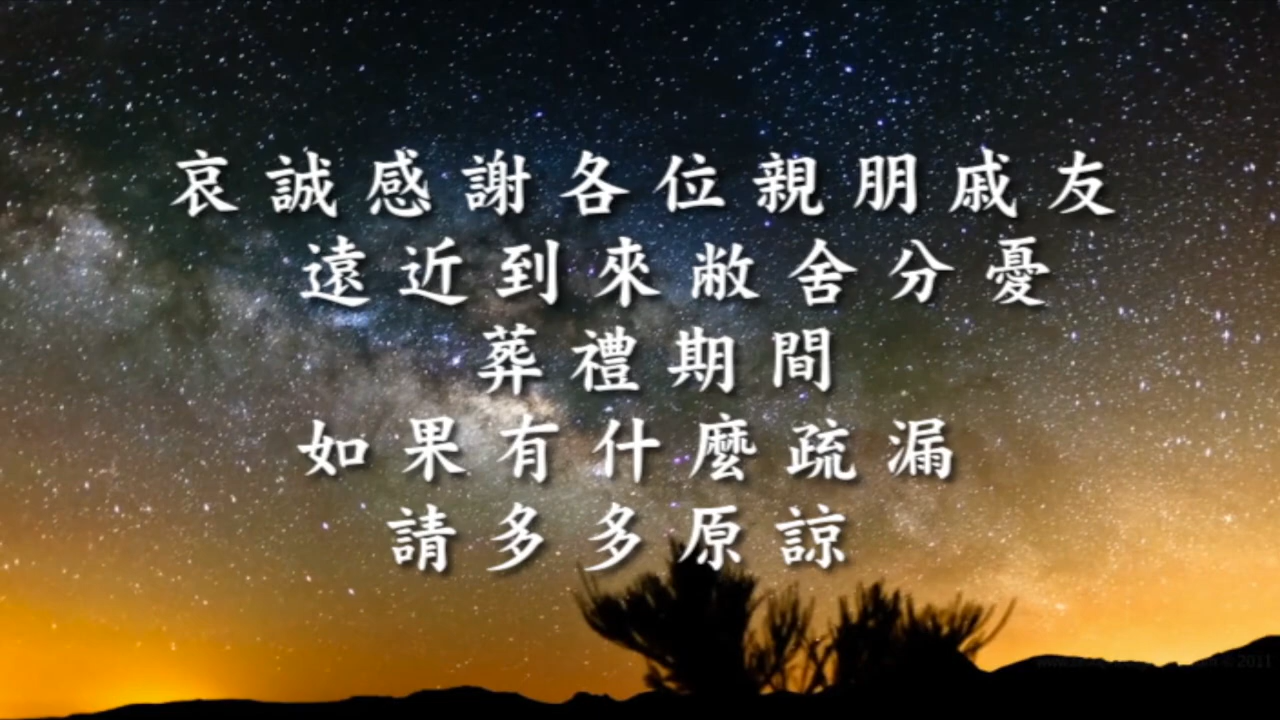 哀誠感謝各位親朋戚友
遠近到來敝舍分憂
葬禮期間
如果有什麼疏漏
請多多原諒
© 2011